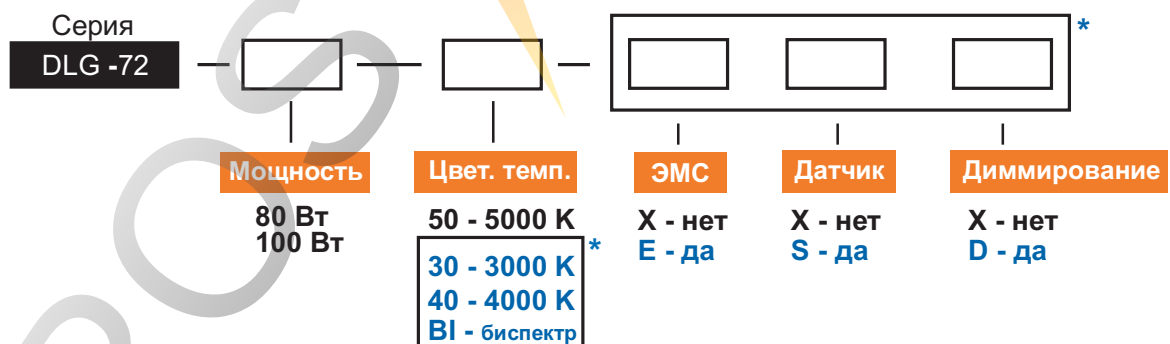 Серия
DLG -72
*
Мощность
Цвет. темп.
ЭМС
Датчик
Диммирование
80 Вт
100 Вт
50 - 5000 K
*
30 - 3000 K
40 - 4000 K
BI - биспектр
X - нет
E - да
X - нет
S - да
X - нет
D - да
POS